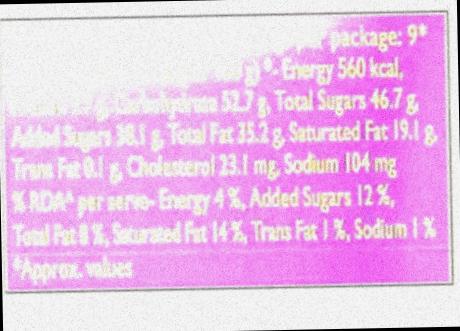 package: 9*
g) *- Energy 560 kcal,
g, Carbohydrate 52.7 g, Total Sugars 46.7 g,
Added Sugars 38.1 g, Total Fat 35.2 g, Saturated Fat 19.1 g,
Trans Fat 0.1 g, Cholesterol 23.1 mg, Sodium 104 mg
% RDA^ per serve- Energy 4 %, Added Sugars 12 %,
Total Fat 8 %, Saturated Fat 14 %, Trans Fat 1 %, Sodium 1 %
*Approx. values